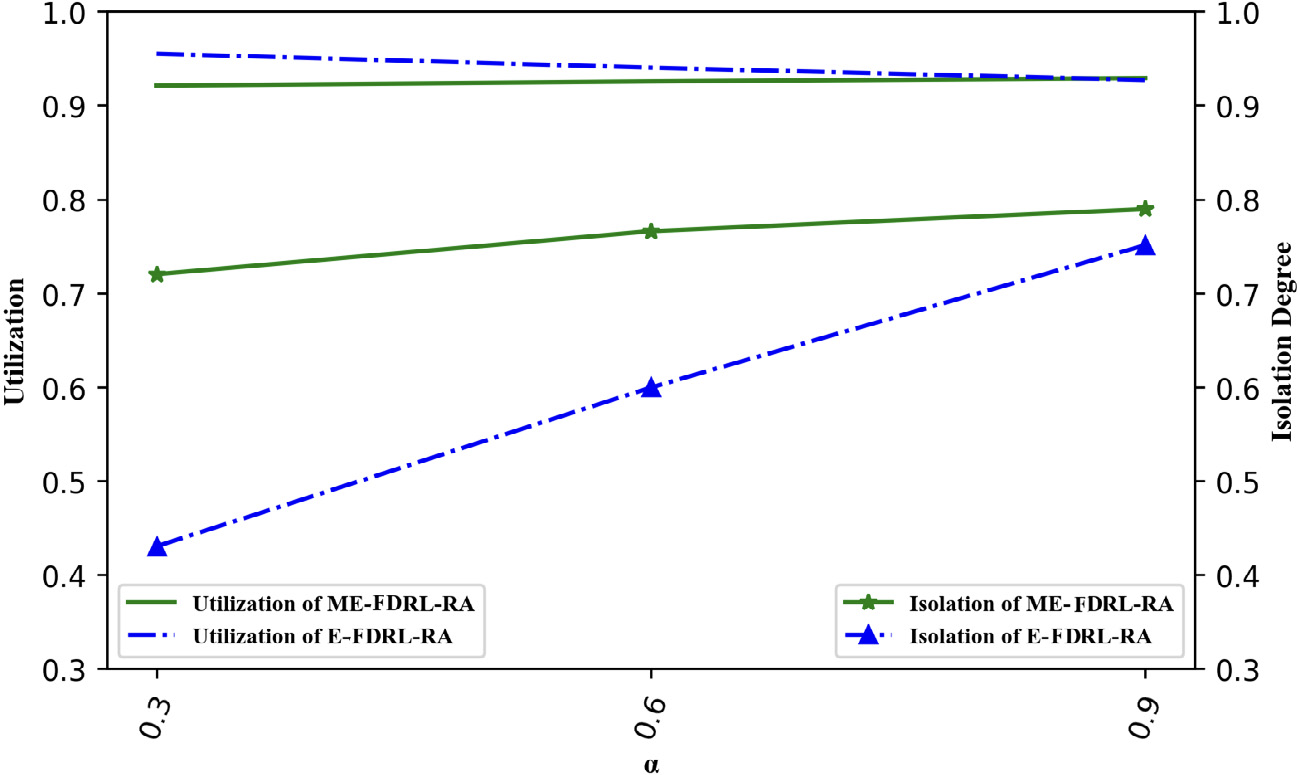 1.0
0.9
0.8
0.7
0.6
0.5
0.4
0.3
Utilization
1.0
0.9
0.8
0.7
0.6
0.5
0.4
0.3
Isolation Degree
Utilization of ME-FDRL-RA
Utilization of E-FDRL-RA
Isolation of ME-FDRL-RA
Isolation of E-FDRL-RA
0.3
0.6
0.9
α